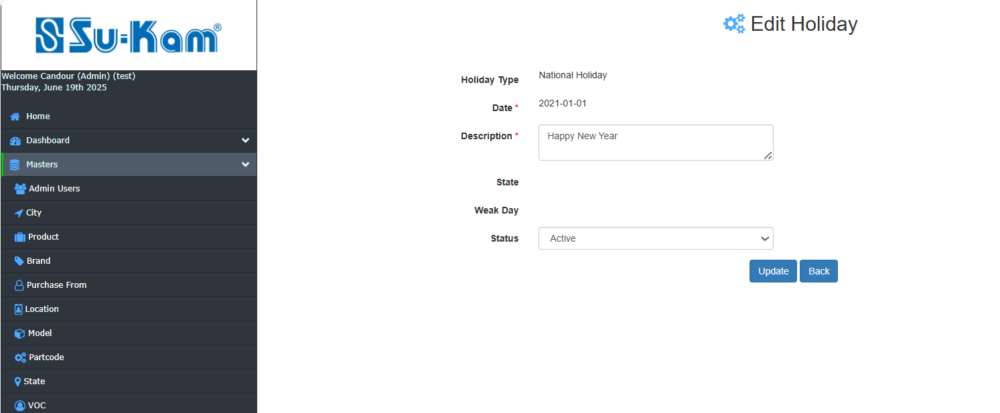 Su-Kam®
Welcome Candour (Admin) (test)
Thursday, June 19th 2025
Home
Dashboard
Masters
Admin Users
City
Product
Brand
Purchase From
Location
Model
Partcode
State
VOC
Edit Holiday
Holiday Type National Holiday
Date * 2021-01-01
Description * Happy New Year
State
Weak Day
Status Active
Update Back